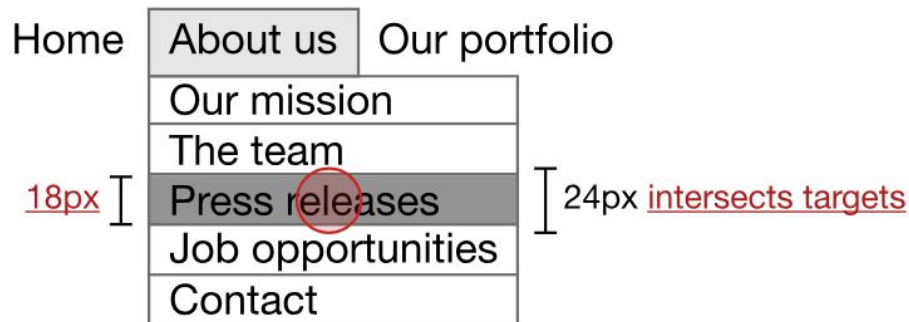 Home About us Our portfolio
Our mission
The team
18px Press releases 24px intersects targets
Job opportunities
Contact